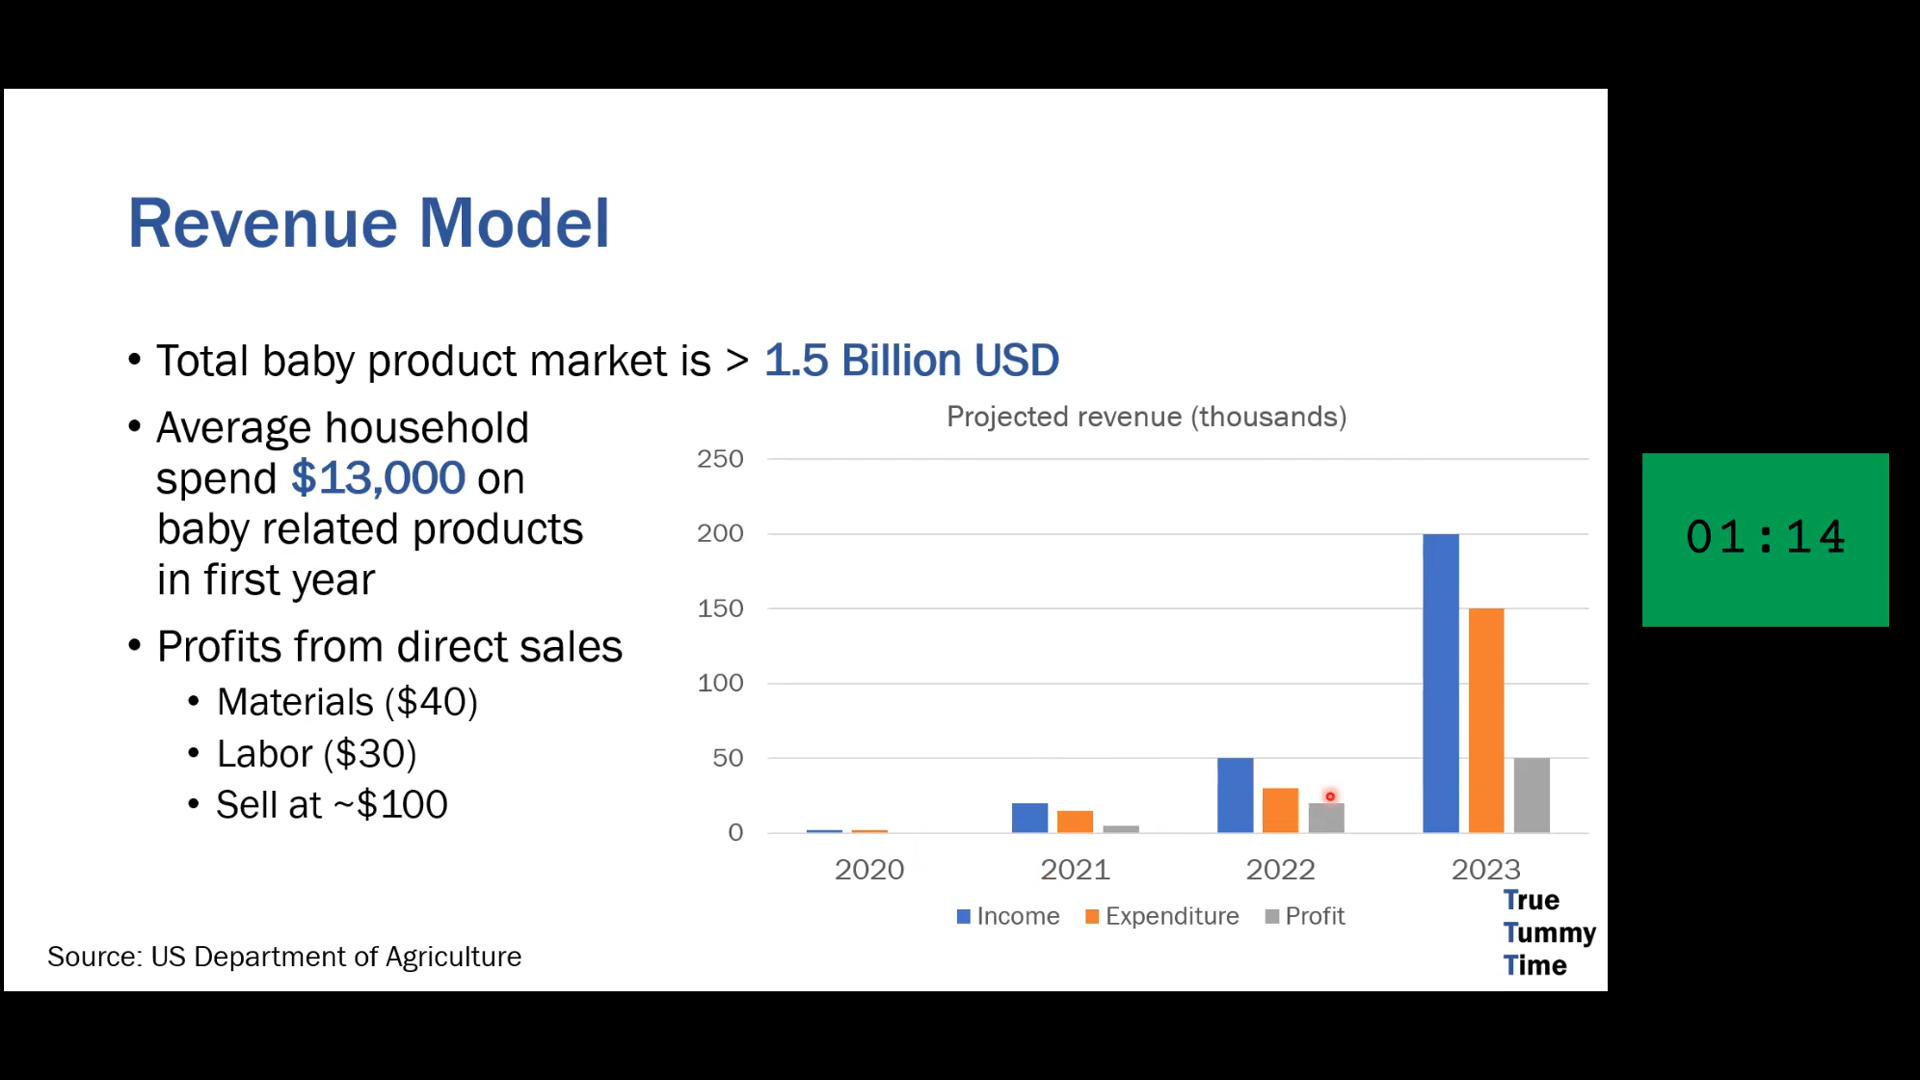 Revenue Model
• Total baby product market is > 1.5 Billion USD
• Average household
spend $13,000 on
baby related products
in first year
• Profits from direct sales
• Materials ($40)
• Labor ($30)
• Sell at ~$100
Source: US Department of Agriculture
Projected revenue (thousands)
250
200
150
100
50
0
2020 2021 2022 2023
Income Expenditure Profit
True
Tummy
Time
01:14